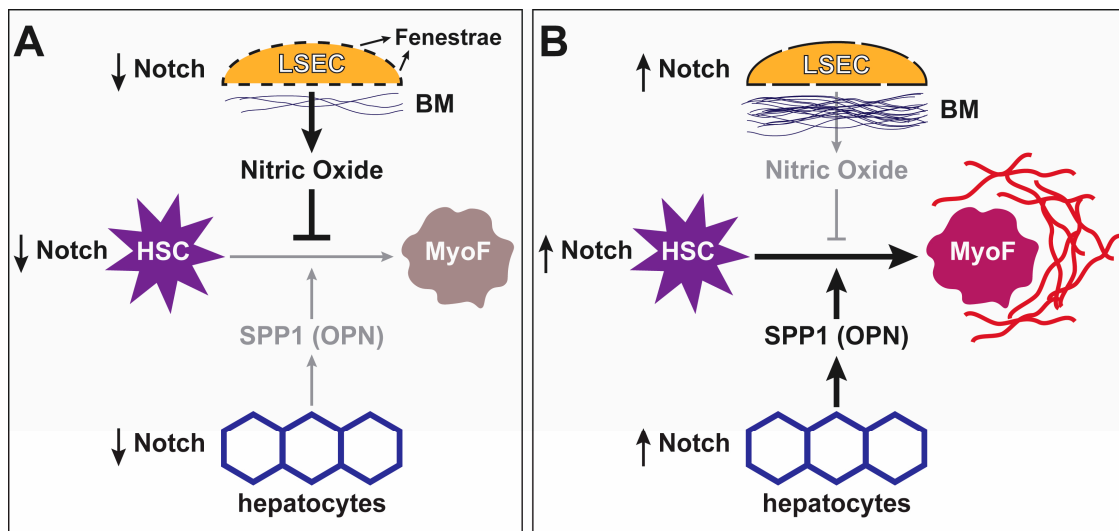 A
↓ Notch
LSEC
Fenestrae
BM
Nitric Oxide
↓ Notch
HSC
MyoF
SPP1 (OPN)
↓ Notch
hepatocytes
B
↑ Notch
LSEC
BM
Nitric Oxide
↑ Notch
HSC
MyoF
SPP1 (OPN)
↑ Notch
hepatocytes